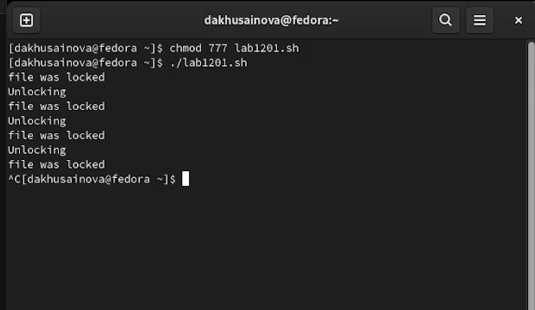 dakhusainova@fedora:~
[dakhusainova@fedora ~]$ chmod 777 lab1201.sh
[dakhusainova@fedora ~]$ ./lab1201.sh
file was locked
Unlocking
file was locked
Unlocking
file was locked
Unlocking
file was locked
^C[dakhusainova@fedora ~]$